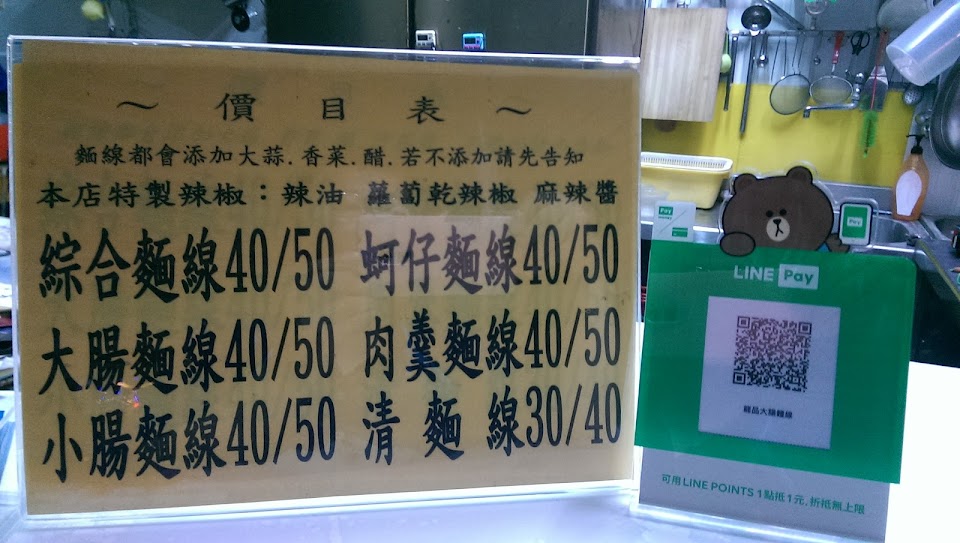 ～ 價 目 表 ～
麵線都會添加大蒜.香菜.醋.若不添加請先告知
本店特製辣椒：辣油 蘿蔔乾辣椒 麻辣醬
綜合麵線40/50 蚵仔麵線40/50
大腸麵線40/50 肉羹麵線40/50
小腸麵線40/50 清麵線30/40
Pay
Pay
LINE Pay
可用LINE POINTS 1點抵1元,折抵無上限